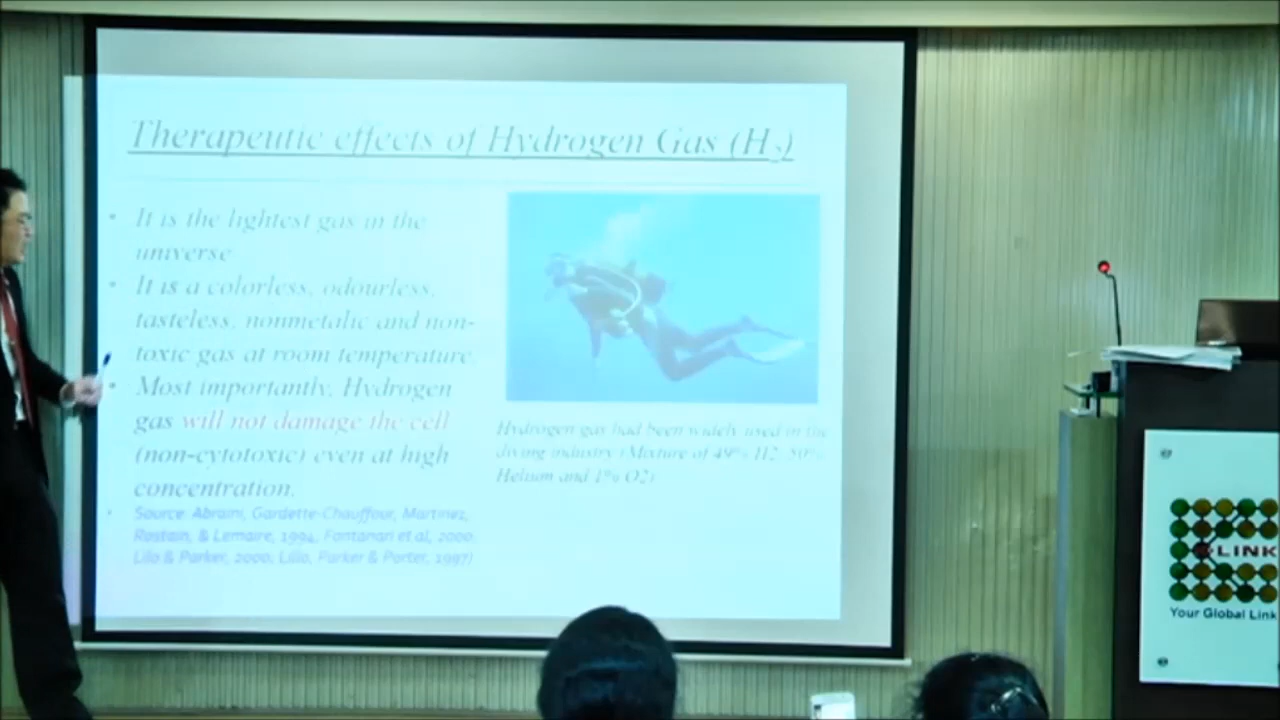 Therapeutic effects of Hydrogen Gas (H2)
• It is the lightest gas in the
universe
• It is a colorless, odourless,
tasteless, nonmetalic and non-
toxic gas at room temperature.
• Most importantly, Hydrogen
gas will not damage the cell
(non-cytotoxic) even at high
concentration.
• Source: Abraini, Gardette-Chauffour, Martinez,
Rostain, & Lemaire, 1994, Fontanari et al, 2000,
Lilo & Parker, 2000, Lillo, Parker & Porter, 1997)
Hydrogen gas had been widely used in the
diving industry (Mixture of 49% H2, 50%
Helium and 1% O2)
LINK
Your Global Link